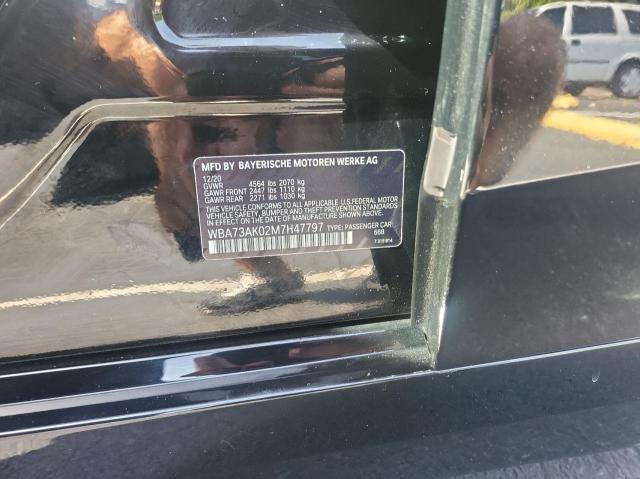 MFD BY BAYERISCHE MOTOREN WERKE AG
12/20
GVWR 4564 lbs 2070 kg
GAWR FRONT 2447 lbs 1110 kg
GAWR REAR 2271 lbs 1030 kg
THIS VEHICLE CONFORMS TO ALL APPLICABLE U.S.FEDERAL MOTOR
VEHICLE SAFETY, BUMPER, AND THEFT PREVENTION STANDARDS
IN EFFECT ON THE DATE OF MANUFACTURE SHOWN ABOVE.
WBA73AK02M7H47797 TYPE: PASSENGER CAR
668